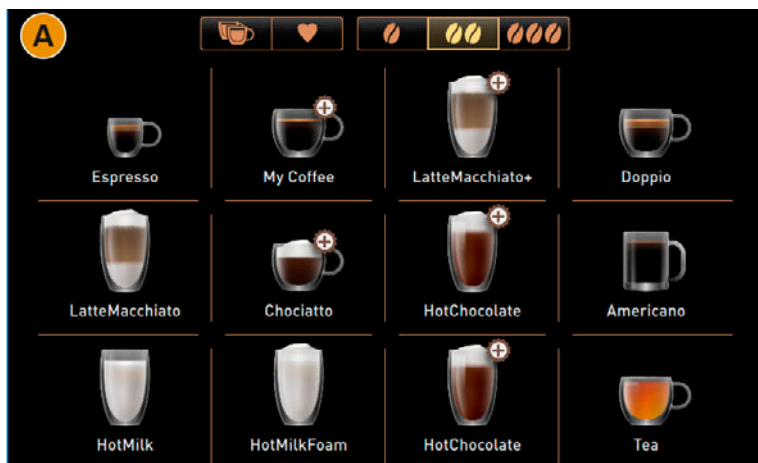 A
Espresso
My Coffee
LatteMacchiato+
Doppio
LatteMacchiato
Chociatto
HotChocolate
Americano
HotMilk
HotMilkFoam
HotChocolate
Tea